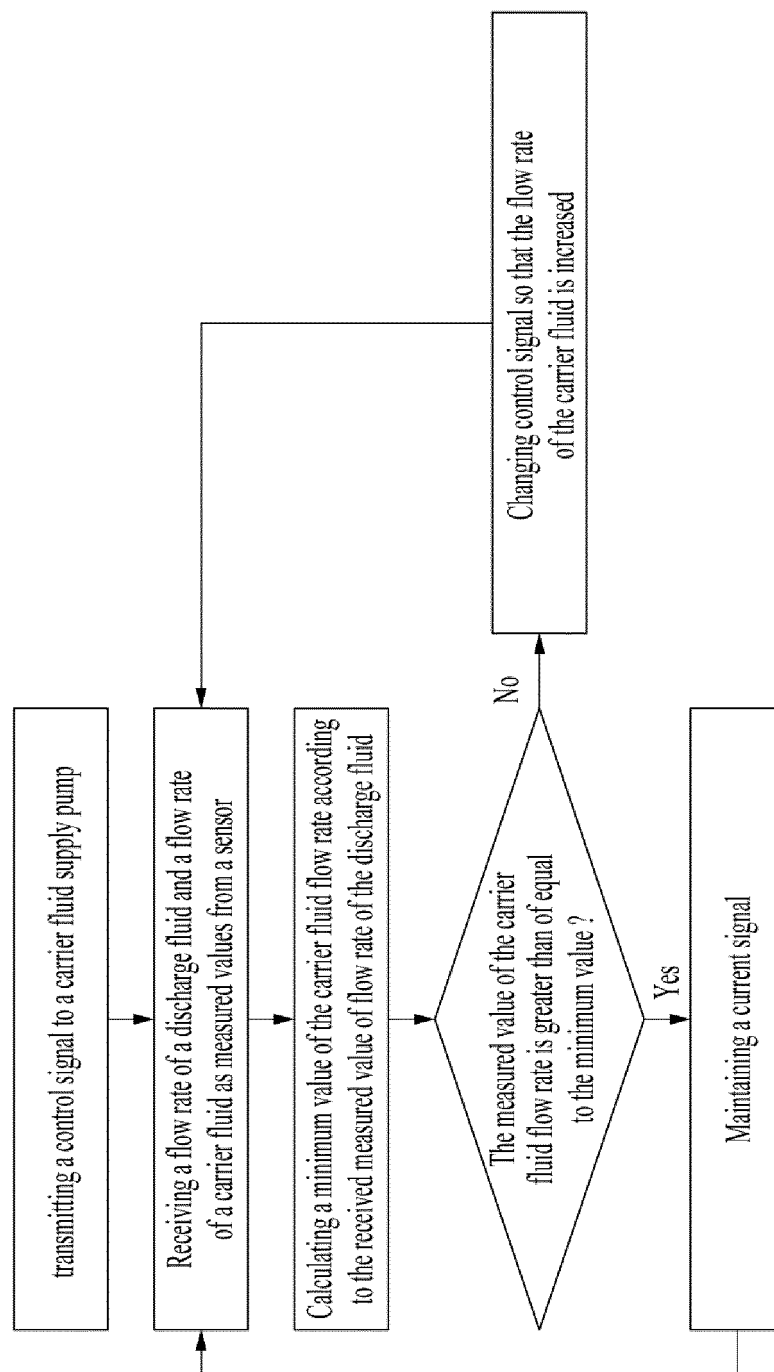 transmitting a control signal to a carrier fluid supply pump
Receiving a flow rate of a discharge fluid and a flow rate
of a carrier fluid as measured values from a sensor
Calculating a minimum value of the carrier fluid flow rate according
to the received measured value of flow rate of the discharge fluid
The measured value of the carrier
fluid flow rate is greater than of equal
to the minimum value ?
No
Changing control signal so that the flow rate
of the carrier fluid is increased
Yes
Maintaining a current signal